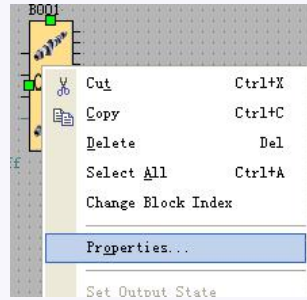 B001
Cut Ctrl+X
Copy Ctrl+C
Delete Del
Select All Ctrl+A
Change Block Index
Properties...
Set Output State